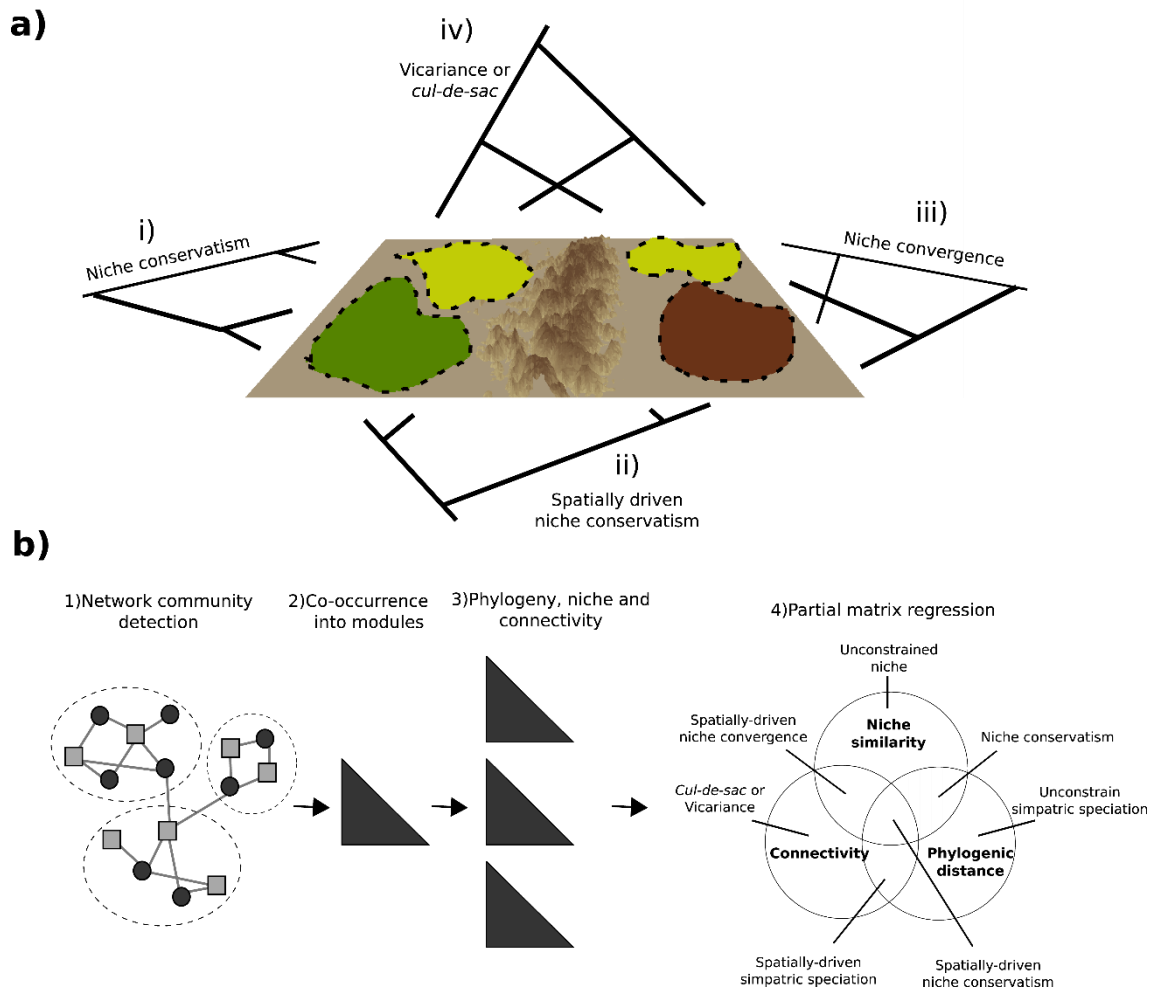 a)
iv)
Vicariance or
cul-de-sac
i)
Niche conservatism
iii)
Niche convergence
ii)
Spatially driven
niche conservatism
b)
1)Network community
detection
2)Co-occurrence
into modules
3)Phylogeny, niche and
connectivity
4)Partial matrix regression
Unconstrained
niche
Spatially-driven
niche convergence
Niche
similarity
Niche conservatism
Cul-de-sac or
Vicariance
Unconstrain
simpatric speciation
Connectivity
Phylogenic
distance
Spatially-driven
simpatric speciation
Spatially-driven
niche conservatism